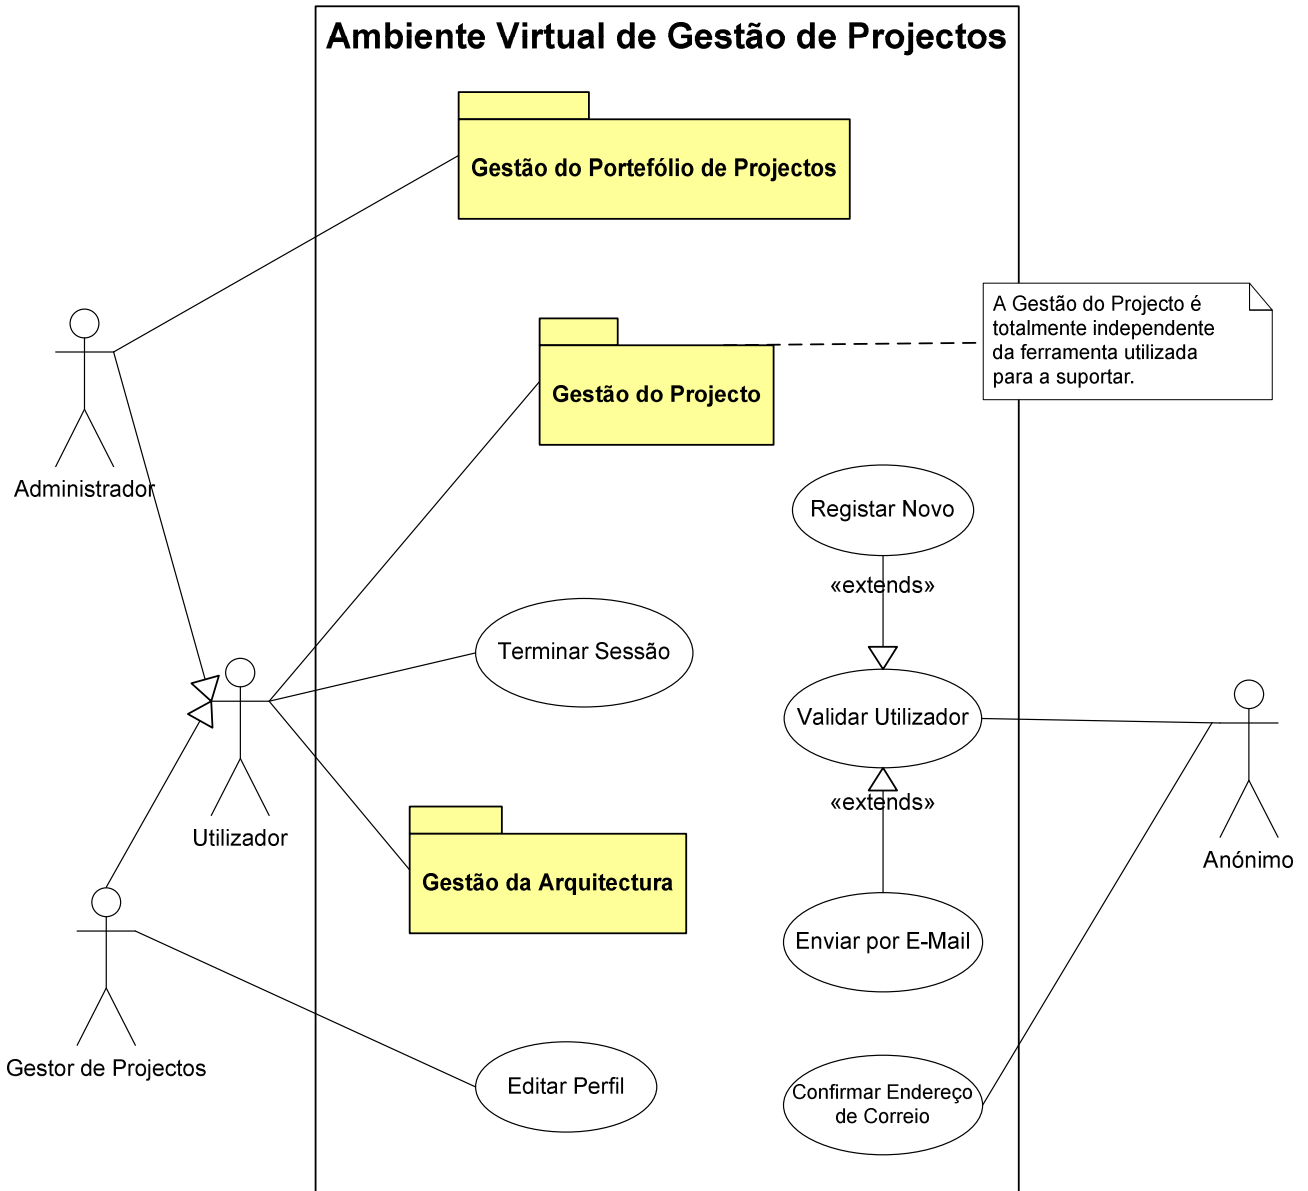 Ambiente Virtual de Gestão de Projectos
Gestão do Portefólio de Projectos
A Gestão do Projecto é
totalmente independente
da ferramenta utilizada
para a suportar.
Gestão do Projecto
Administrador
Registar Novo
«extends»
Terminar Sessão
Validar Utilizador
«extends»
Utilizador
Anónimo
Gestão da Arquitectura
Enviar por E-Mail
Gestor de Projectos
Editar Perfil
Confirmar Endereço
de Correio